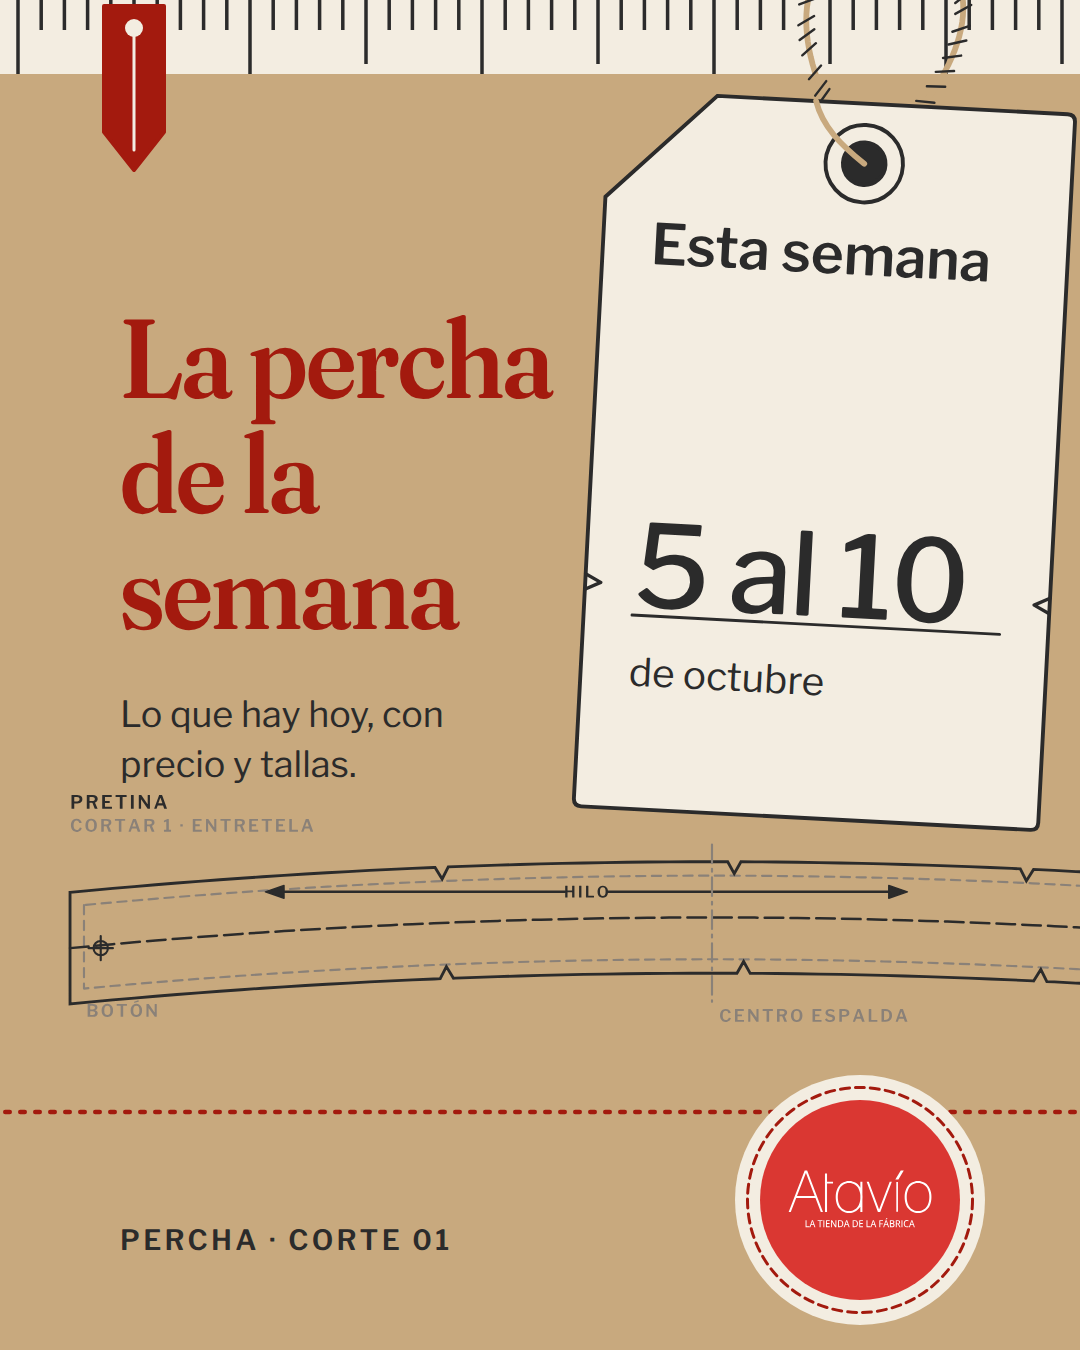 Esta semana
La percha
de la
semana
5 al 10
de octubre
Lo que hay hoy, con
precio y tallas.
PRETINA
CORTAR 1 · ENTRETELA
HILO
BOTÓN
CENTRO ESPALDA
Atavío
LA TIENDA DE LA FÁBRICA
PERCHA · CORTE 01